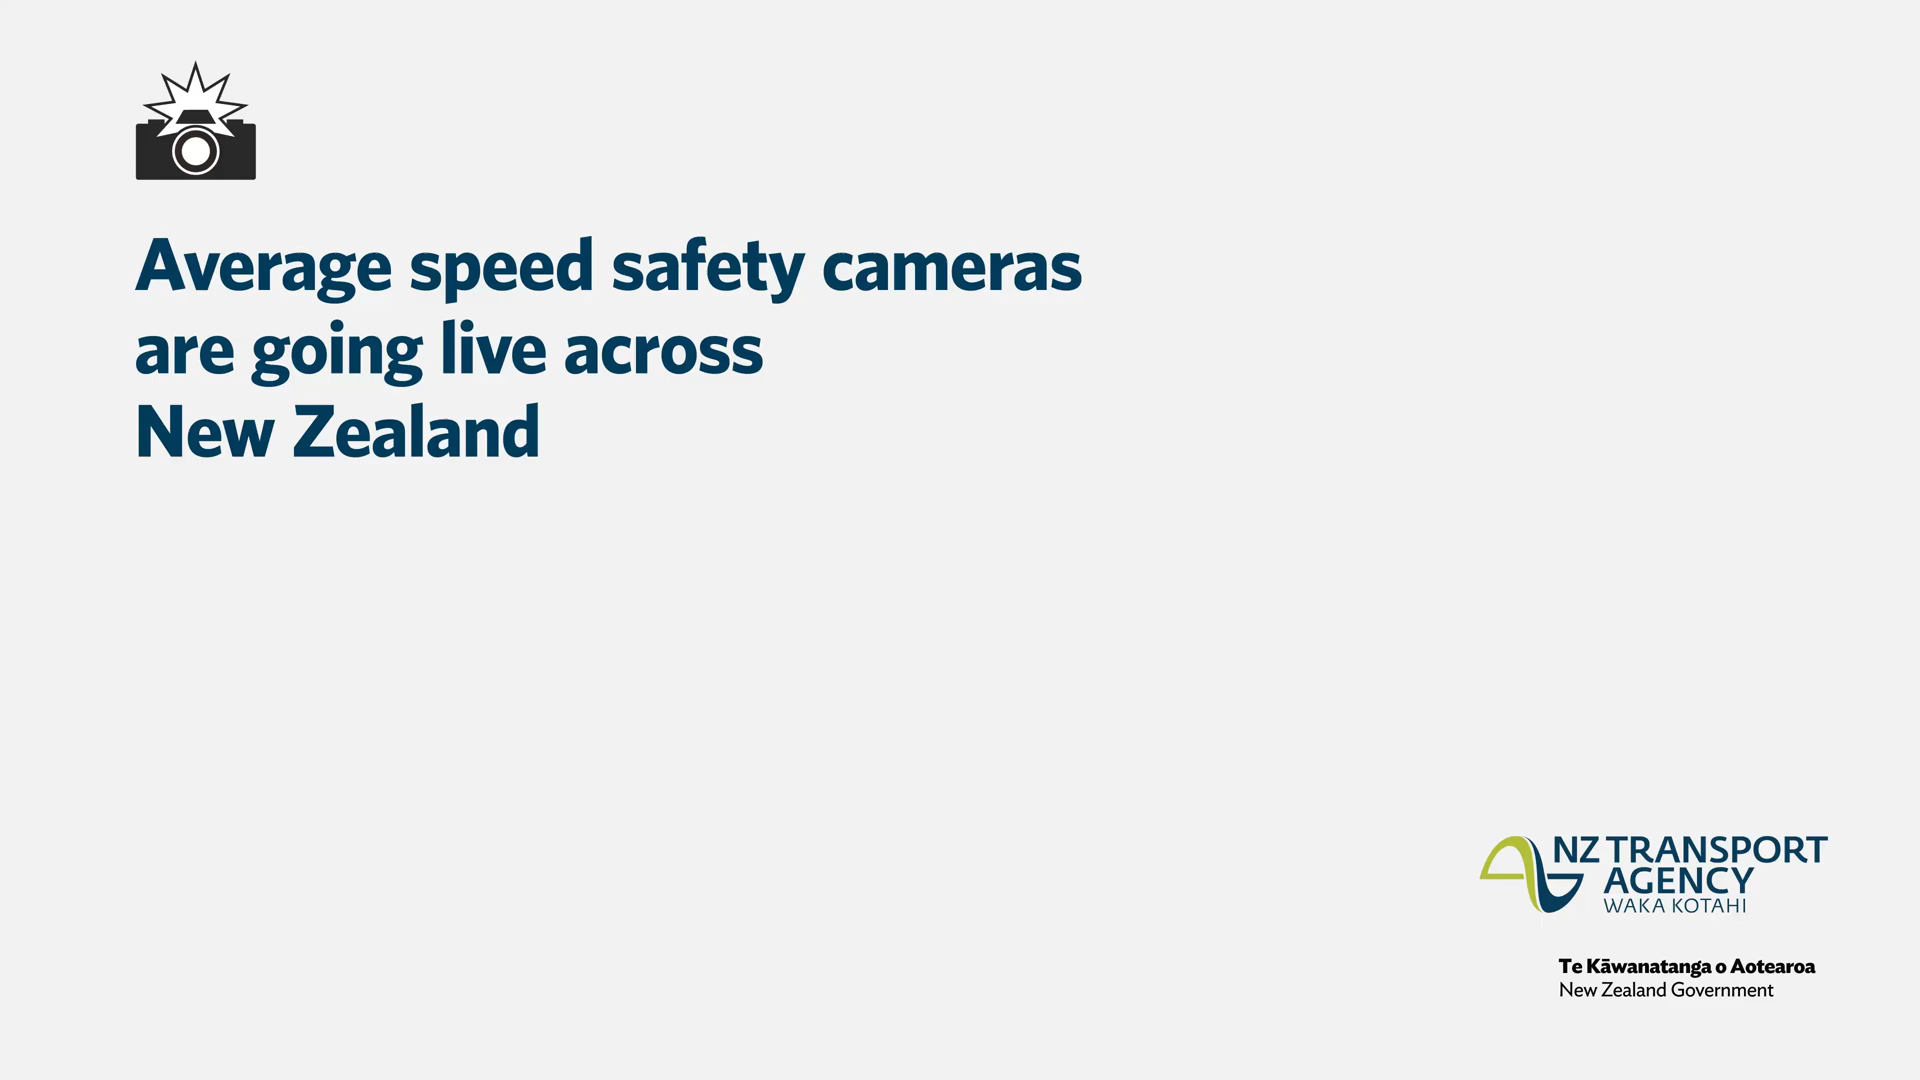 Average speed safety cameras
are going live across
New Zealand
NZ TRANSPORT
AGENCY
WAKA KOTAHI
Te Kāwanatanga o Aotearoa
New Zealand Government